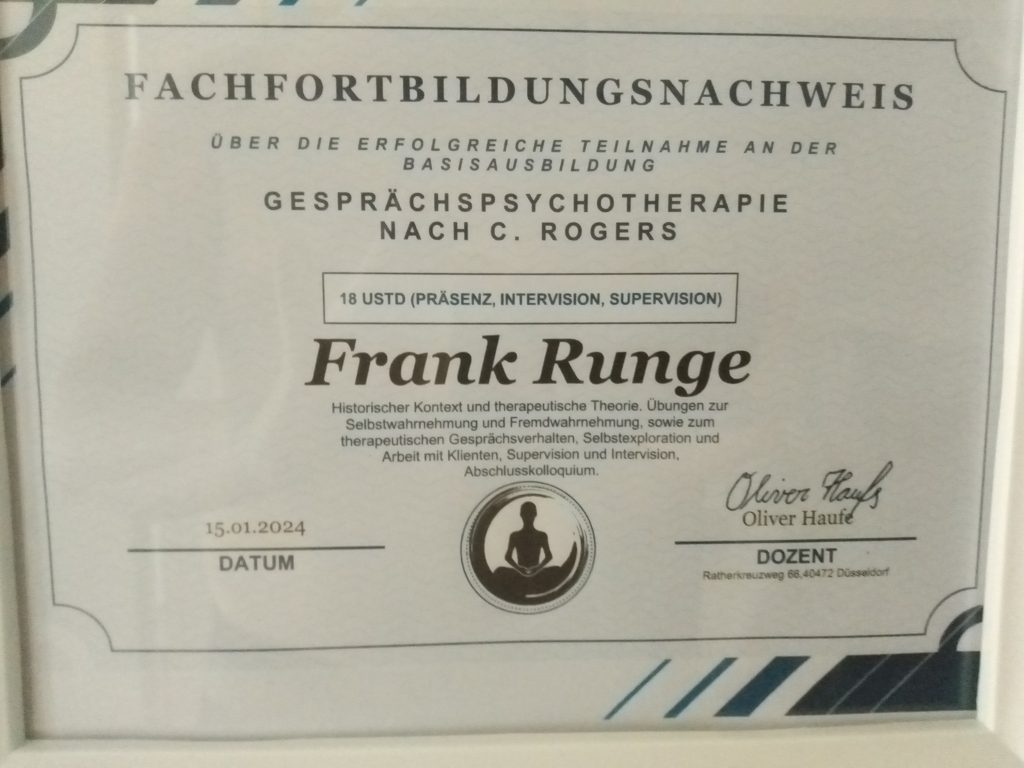 FACHFORTBILDUNGSNACHWEIS
ÜBER DIE ERFOLGREICHE TEILNAHME AN DER
BASISAUSBILDUNG
GESPRÄCHSPSYCHOTHERAPIE
NACH C. ROGERS
18 USTD (PRÄSENZ, INTERVISION, SUPERVISION)
Frank Runge
Historischer Kontext und therapeutische Theorie. Übungen zur
Selbstwahrnehmung und Fremdwahrnehmung, sowie zum
therapeutischen Gesprächsverhalten, Selbstexploration und
Arbeit mit Klienten, Supervision und Intervision,
Abschlusskolloquium.
15.01.2024
DATUM
Oliver Haufe
Oliver Haufe
DOZENT
Ratherkreuzweg 66,40472 Düsseldorf